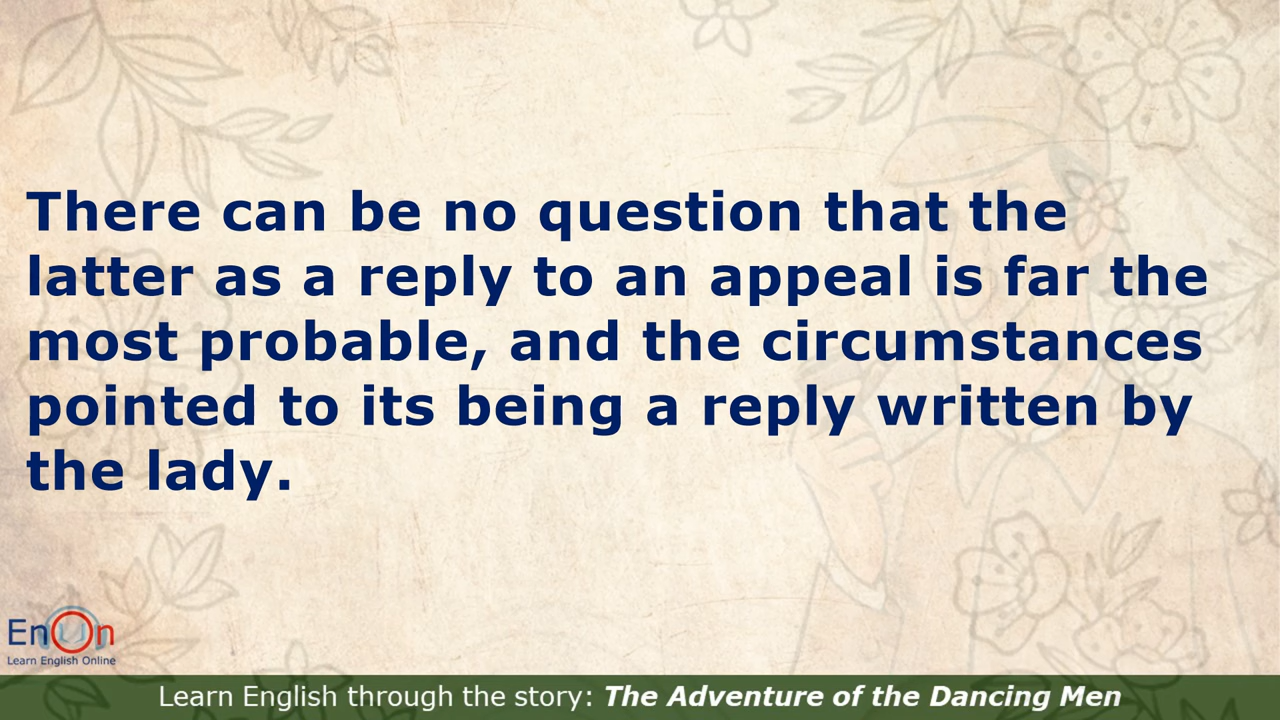 There can be no question that the
latter as a reply to an appeal is far the
most probable, and the circumstances
pointed to its being a reply written by
the lady.
EnOn
Learn English Online
Learn English through the story: The Adventure of the Dancing Men